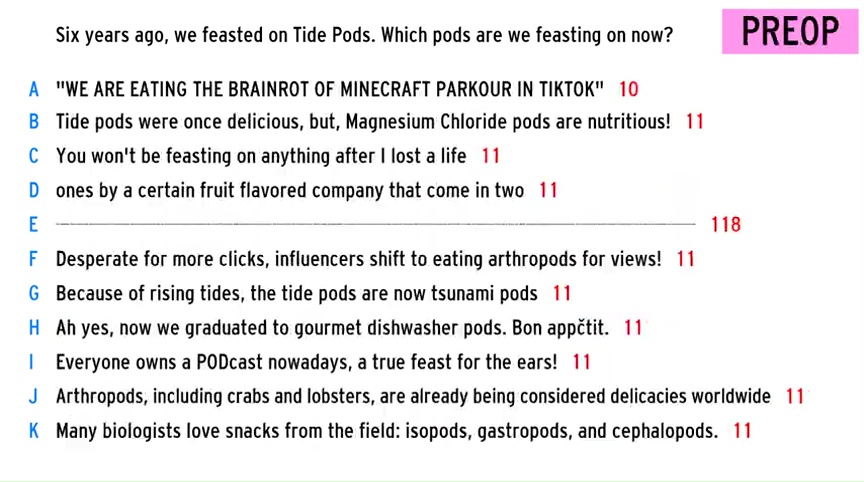 Six years ago, we feasted on Tide Pods. Which pods are we feasting on now?
PREOP
A "WE ARE EATING THE BRAINROT OF MINECRAFT PARKOUR IN TIKTOK" 10
B Tide pods were once delicious, but, Magnesium Chloride pods are nutritious! 11
C You won't be feasting on anything after I lost a life 11
D ones by a certain fruit flavored company that come in two 11
E 118
F Desperate for more clicks, influencers shift to eating arthropods for views! 11
G Because of rising tides, the tide pods are now tsunami pods 11
H Ah yes, now we graduated to gourmet dishwasher pods. Bon appčtit. 11
I Everyone owns a PODcast nowadays, a true feast for the ears! 11
J Arthropods, including crabs and lobsters, are already being considered delicacies worldwide 11
K Many biologists love snacks from the field: isopods, gastropods, and cephalopods. 11